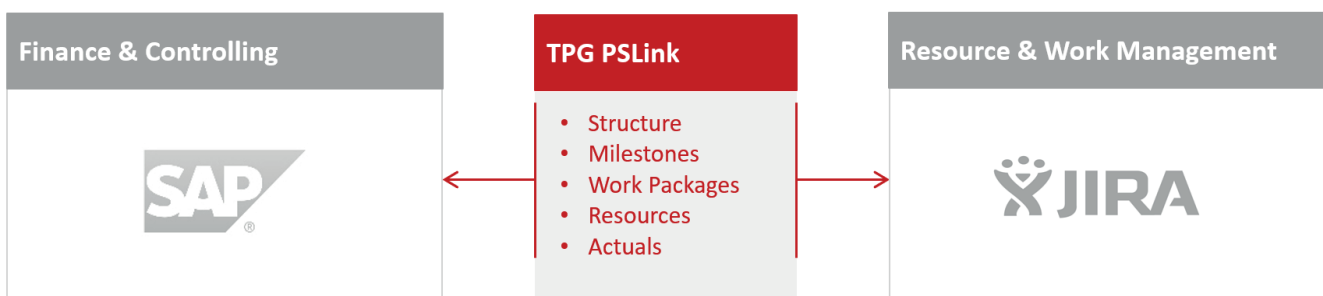 Finance & Controlling
SAP
®
TPG PSLink
• Structure
• Milestones
• Work Packages
• Resources
• Actuals
Resource & Work Management
JIRA